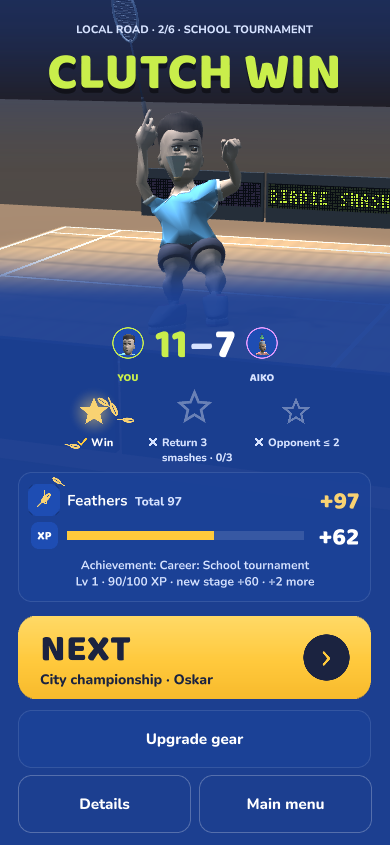 LOCAL ROAD · 2/6 · SCHOOL TOURNAMENT
CLUTCH WIN
BIRDIE SMASH
11–7
YOU
AIKO
✓ Win
✕ Return 3
smashes · 0/3
✕ Opponent ≤ 2
Feathers Total 97 +97
XP +62
Achievement: Career: School tournament
Lv 1 · 90/100 XP · new stage +60 · +2 more
NEXT
City championship · Oskar
Upgrade gear
Details
Main menu